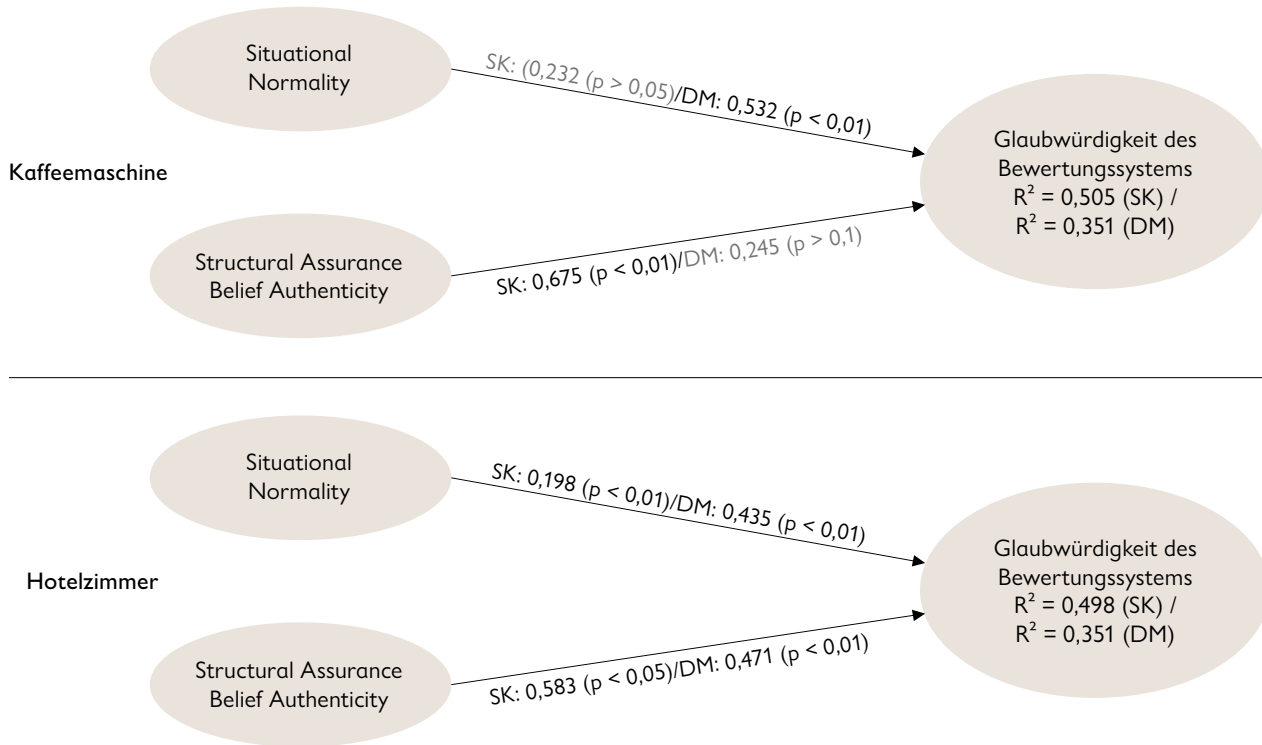 Situational
Normality
SK: (0,232 (p > 0,05)/DM: 0,532 (p < 0,01)
Glaubwürdigkeit des
Bewertungssystems
R² = 0,505 (SK) /
R² = 0,351 (DM)
Kaffeemaschine
Structural Assurance
Belief Authenticity
SK: 0,675 (p < 0,01)/DM: 0,245 (p > 0,1)
Situational
Normality
SK: 0,198 (p < 0,01)/DM: 0,435 (p < 0,01)
Glaubwürdigkeit des
Bewertungssystems
R² = 0,498 (SK) /
R² = 0,351 (DM)
Hotelzimmer
Structural Assurance
Belief Authenticity
SK: 0,583 (p < 0,05)/DM: 0,471 (p < 0,01)